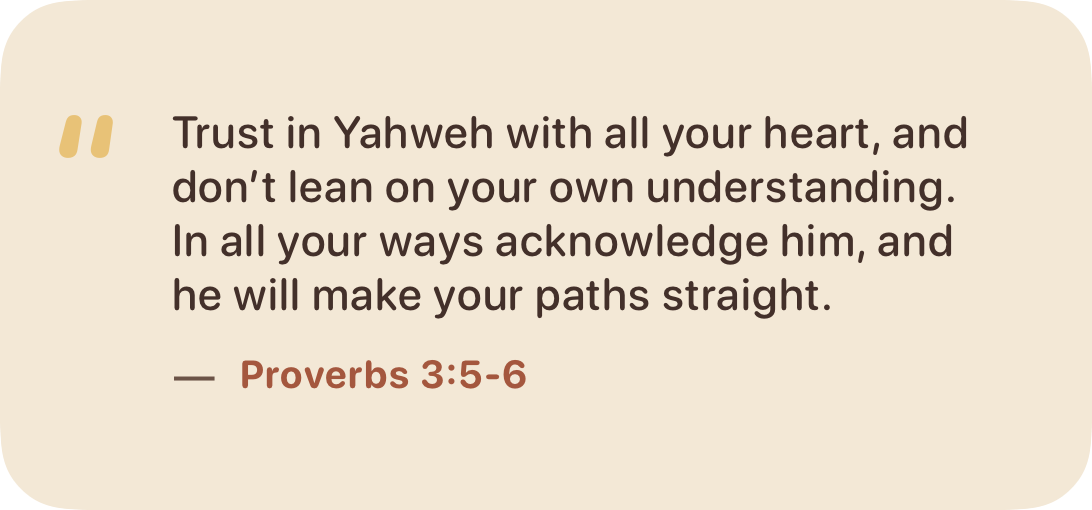 "
Trust in Yahweh with all your heart, and
don’t lean on your own understanding.
In all your ways acknowledge him, and
he will make your paths straight.
— Proverbs 3:5-6